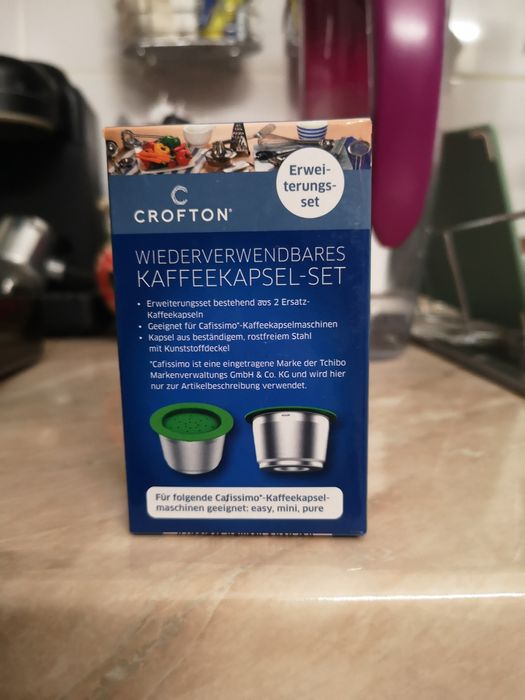 Erwei-
terungs-
set
CROFTON®
WIEDERVERWENDBARES
KAFFEEKAPSEL-SET
• Erweiterungsset bestehend aus 2 Ersatz-
Kaffeekapseln
• Geeignet für Cafissimo*-Kaffeekapselmaschinen
• Kapsel aus beständigem, rostfreiem Stahl
mit Kunststoffdeckel
*Cafissimo ist eine eingetragene Marke der Tchibo
Markenverwaltungs GmbH & Co. KG und wird hier
nur zur Artikelbeschreibung verwendet.
Für folgende Cafissimo*-Kaffeekapsel-
maschinen geeignet: easy, mini, pure